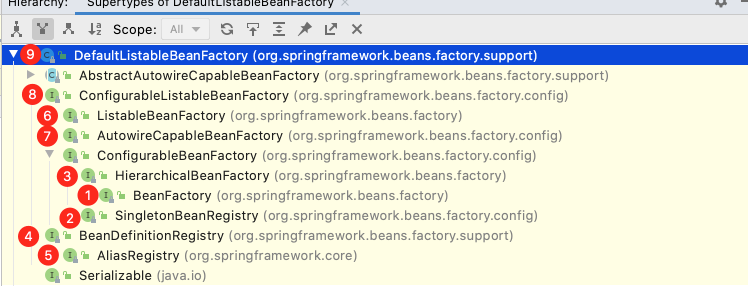 Hierarchy: Supertypes of DefaultListableBeanFactory
Scope: All
9 DefaultListableBeanFactory (org.springframework.beans.factory.support)
AbstractAutowireCapableBeanFactory (org.springframework.beans.factory.support)
8 ConfigurableListableBeanFactory (org.springframework.beans.factory.config)
6 ListableBeanFactory (org.springframework.beans.factory)
7 AutowireCapableBeanFactory (org.springframework.beans.factory.config)
ConfigurableBeanFactory (org.springframework.beans.factory.config)
3 HierarchicalBeanFactory (org.springframework.beans.factory)
1 BeanFactory (org.springframework.beans.factory)
2 SingletonBeanRegistry (org.springframework.beans.factory.config)
4 BeanDefinitionRegistry (org.springframework.beans.factory.support)
5 AliasRegistry (org.springframework.core)
Serializable (java.io)